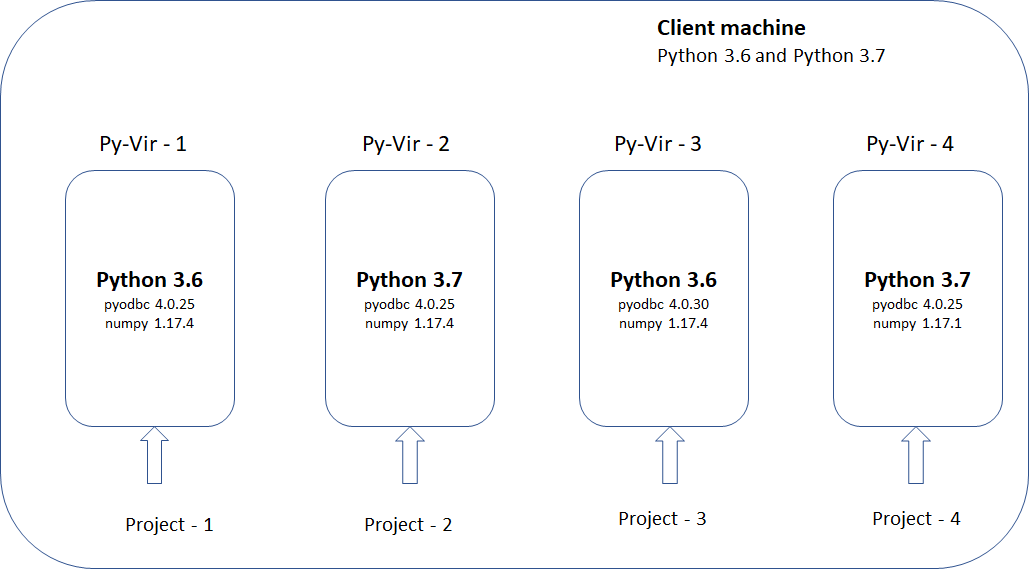 Client machine
Python 3.6 and Python 3.7
Py-Vir - 1
Py-Vir - 2
Py-Vir - 3
Py-Vir - 4
Python 3.6
pyodbc 4.0.25
numpy 1.17.4
Python 3.7
pyodbc 4.0.25
numpy 1.17.4
Python 3.6
pyodbc 4.0.30
numpy 1.17.4
Python 3.7
pyodbc 4.0.25
numpy 1.17.1
Project - 1
Project - 2
Project - 3
Project - 4